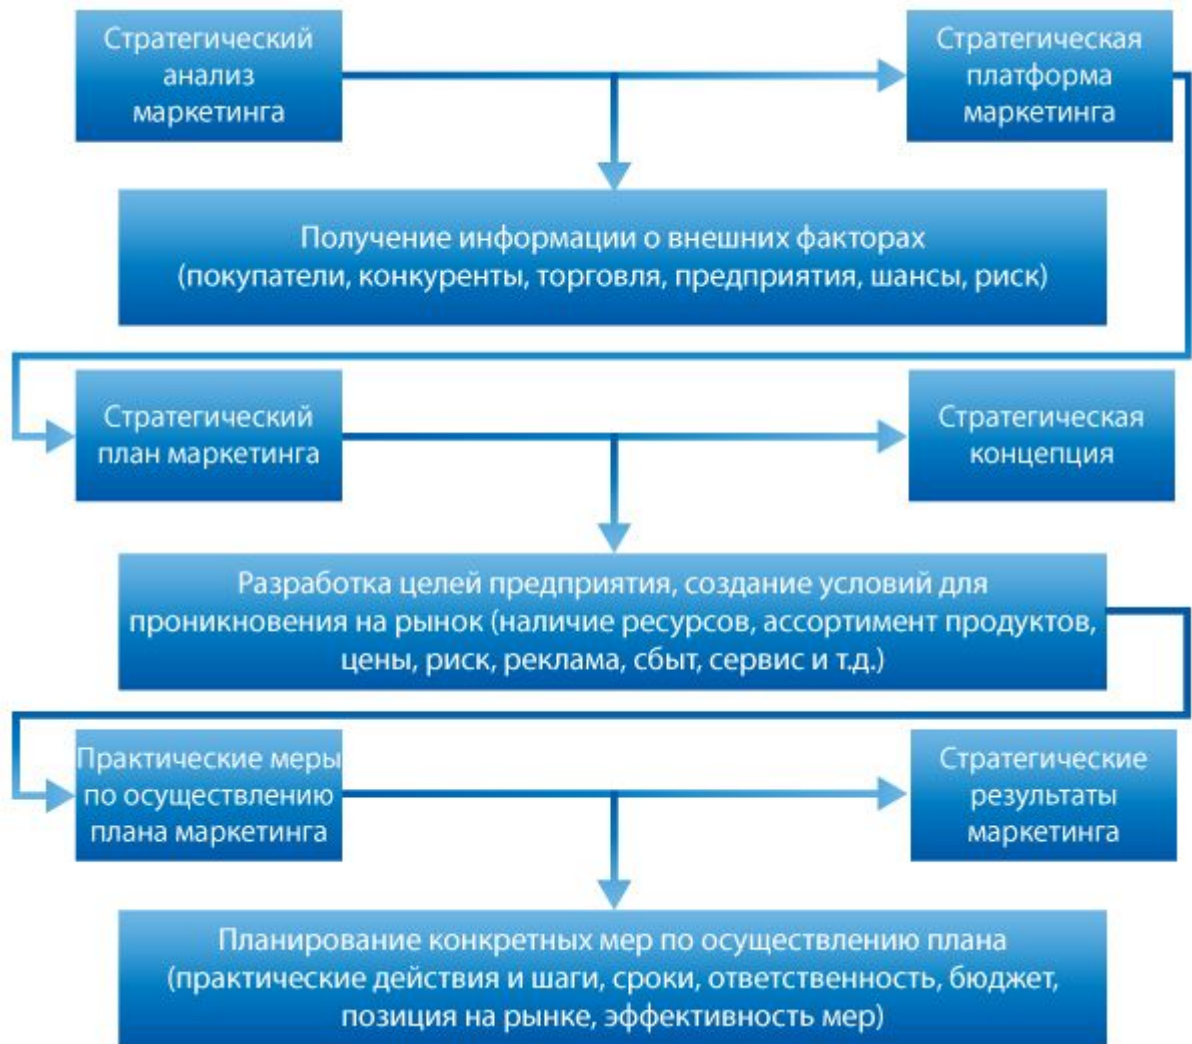 Стратегический
анализ
маркетинга
Стратегическая
платформа
маркетинга
Получение информации о внешних факторах
(покупатели, конкуренты, торговля, предприятия, шансы, риск)
Стратегический
план маркетинга
Стратегическая
концепция
Разработка целей предприятия, создание условий для
проникновения на рынок (наличие ресурсов, ассортимент продуктов,
цены, риск, реклама, сбыт, сервис и т.д.)
Практические меры
по осуществлению
плана маркетинга
Стратегические
результаты
маркетинга
Планирование конкретных мер по осуществлению плана
(практические действия и шаги, сроки, ответственность, бюджет,
позиция на рынке, эффективность мер)